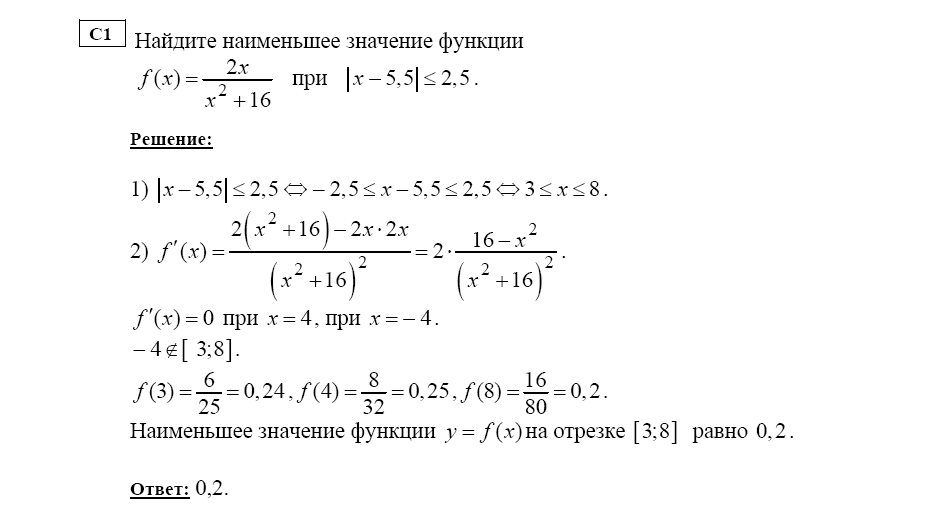 C1 Найдите наименьшее значение функции
f(x) = 2x / (x² + 16) при |x − 5,5| ≤ 2,5.
Решение:
1) |x − 5,5| ≤ 2,5 ⇔ − 2,5 ≤ x − 5,5 ≤ 2,5 ⇔ 3 ≤ x ≤ 8.
2) f′(x) = (2(x² + 16) − 2x · 2x) / (x² + 16)² = 2 · (16 − x²) / (x² + 16)².
f′(x) = 0 при x = 4, при x = − 4.
− 4 ∉ [ 3;8].
f(3) = 6/25 = 0,24, f(4) = 8/32 = 0,25, f(8) = 16/80 = 0,2.
Наименьшее значение функции y = f(x) на отрезке [3;8] равно 0,2.
Ответ: 0,2.